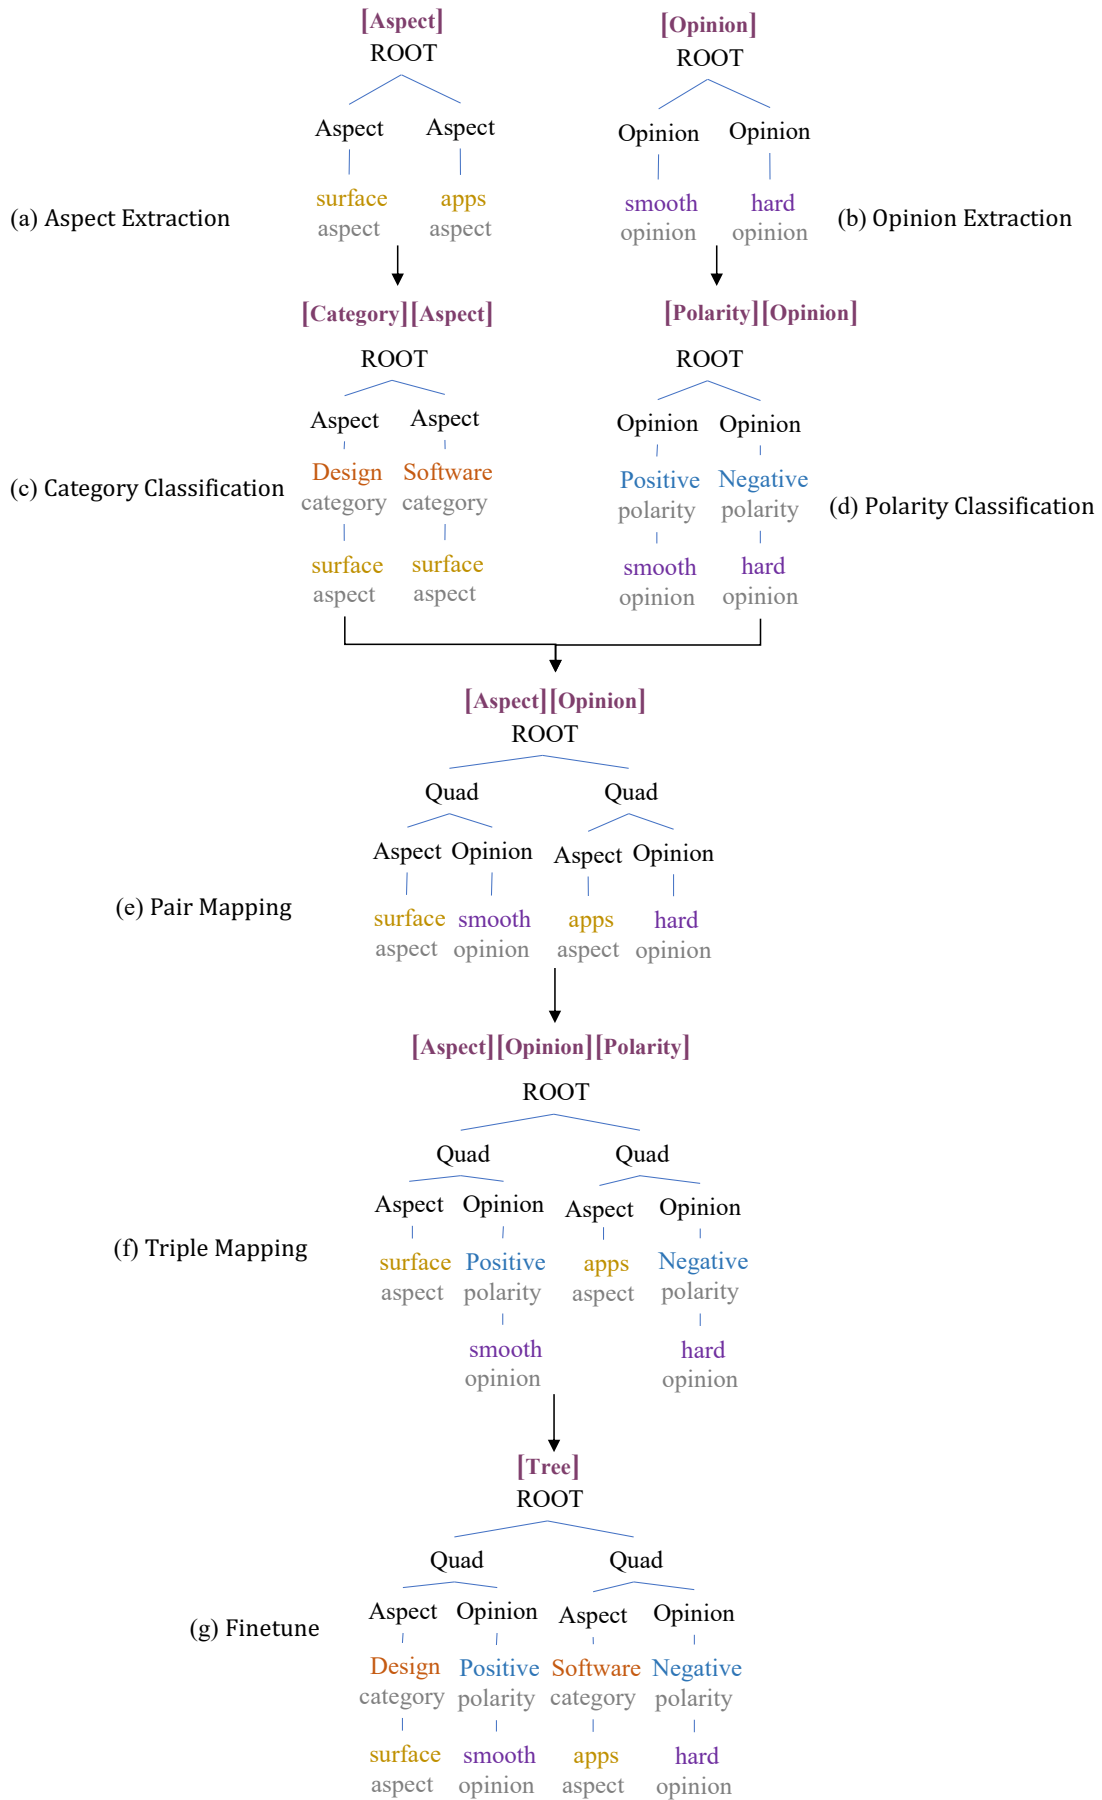 [Aspect]
ROOT
Aspect Aspect
surface apps
aspect aspect
(a) Aspect Extraction
[Opinion]
ROOT
Opinion Opinion
smooth hard
opinion opinion
(b) Opinion Extraction
[Category][Aspect]
ROOT
Aspect Aspect
Design Software
category category
surface surface
aspect aspect
(c) Category Classification
[Polarity][Opinion]
ROOT
Opinion Opinion
Positive Negative
polarity polarity
smooth hard
opinion opinion
(d) Polarity Classification
[Aspect][Opinion]
ROOT
Quad Quad
Aspect Opinion Aspect Opinion
surface smooth apps hard
aspect opinion aspect opinion
(e) Pair Mapping
[Aspect][Opinion][Polarity]
ROOT
Quad Quad
Aspect Opinion Aspect Opinion
surface Positive apps Negative
aspect polarity aspect polarity
smooth hard
opinion opinion
(f) Triple Mapping
[Tree]
ROOT
Quad Quad
Aspect Opinion Aspect Opinion
Design Positive Software Negative
category polarity category polarity
surface smooth apps hard
aspect opinion aspect opinion
(g) Finetune